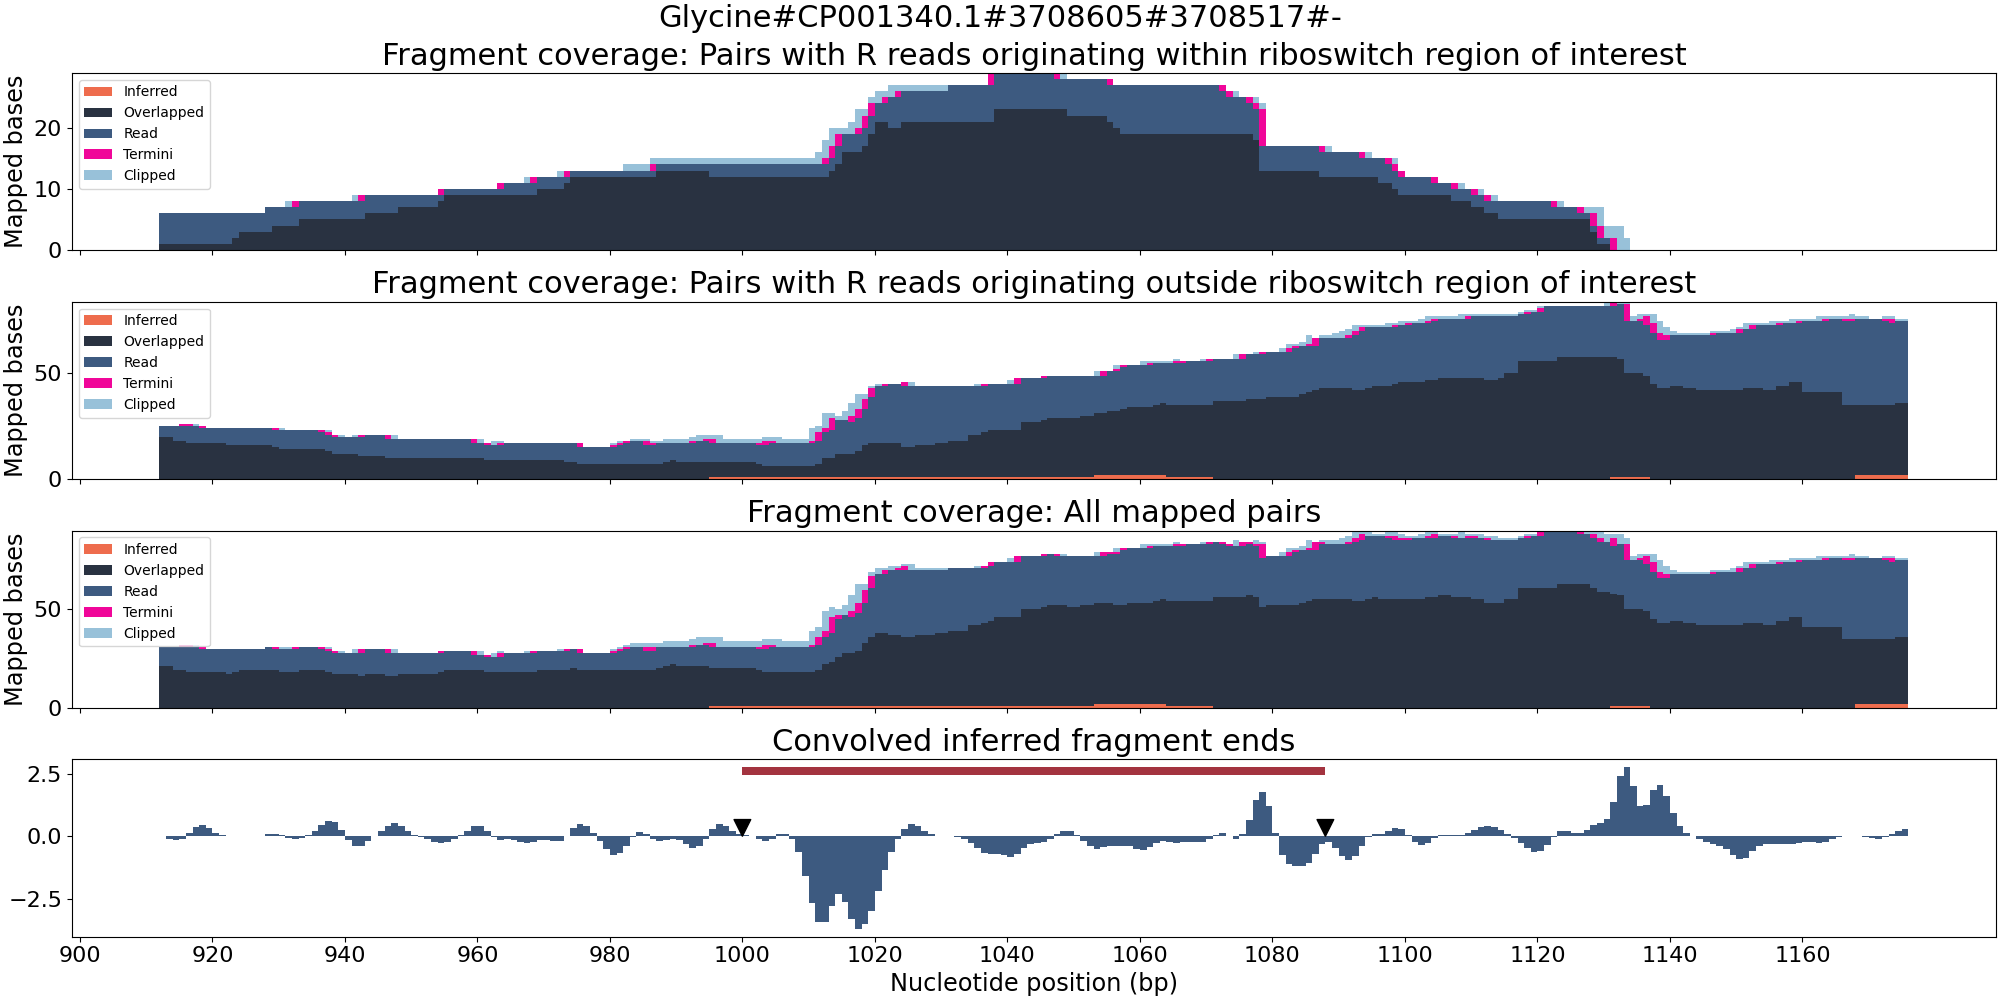 Glycine#CP001340.1#3708605#3708517#-
Fragment coverage: Pairs with R reads originating within riboswitch region of interest
Mapped bases
20
10
0
Inferred
Overlapped
Read
Termini
Clipped
Fragment coverage: Pairs with R reads originating outside riboswitch region of interest
Mapped bases
50
0
Inferred
Overlapped
Read
Termini
Clipped
Fragment coverage: All mapped pairs
Mapped bases
50
0
Inferred
Overlapped
Read
Termini
Clipped
Convolved inferred fragment ends
2.5
0.0
−2.5
900 920 940 960 980 1000 1020 1040 1060 1080 1100 1120 1140 1160
Nucleotide position (bp)